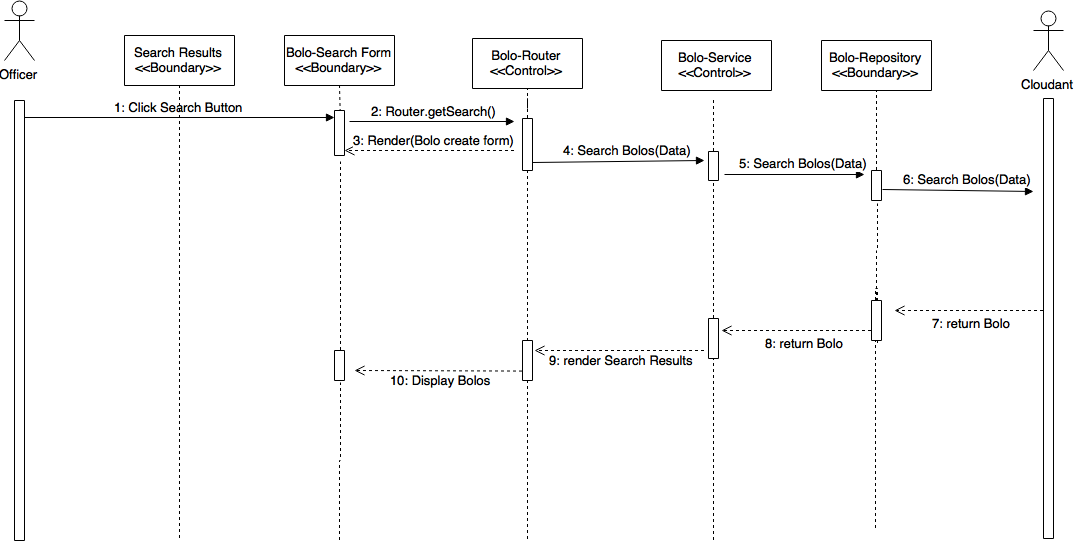 Officer
Search Results
<<Boundary>>
Bolo-Search Form
<<Boundary>>
Bolo-Router
<<Control>>
Bolo-Service
<<Control>>
Bolo-Repository
<<Boundary>>
Cloudant
1: Click Search Button
2: Router.getSearch()
3: Render(Bolo create form)
4: Search Bolos(Data)
5: Search Bolos(Data)
6: Search Bolos(Data)
7: return Bolo
8: return Bolo
9: render Search Results
10: Display Bolos